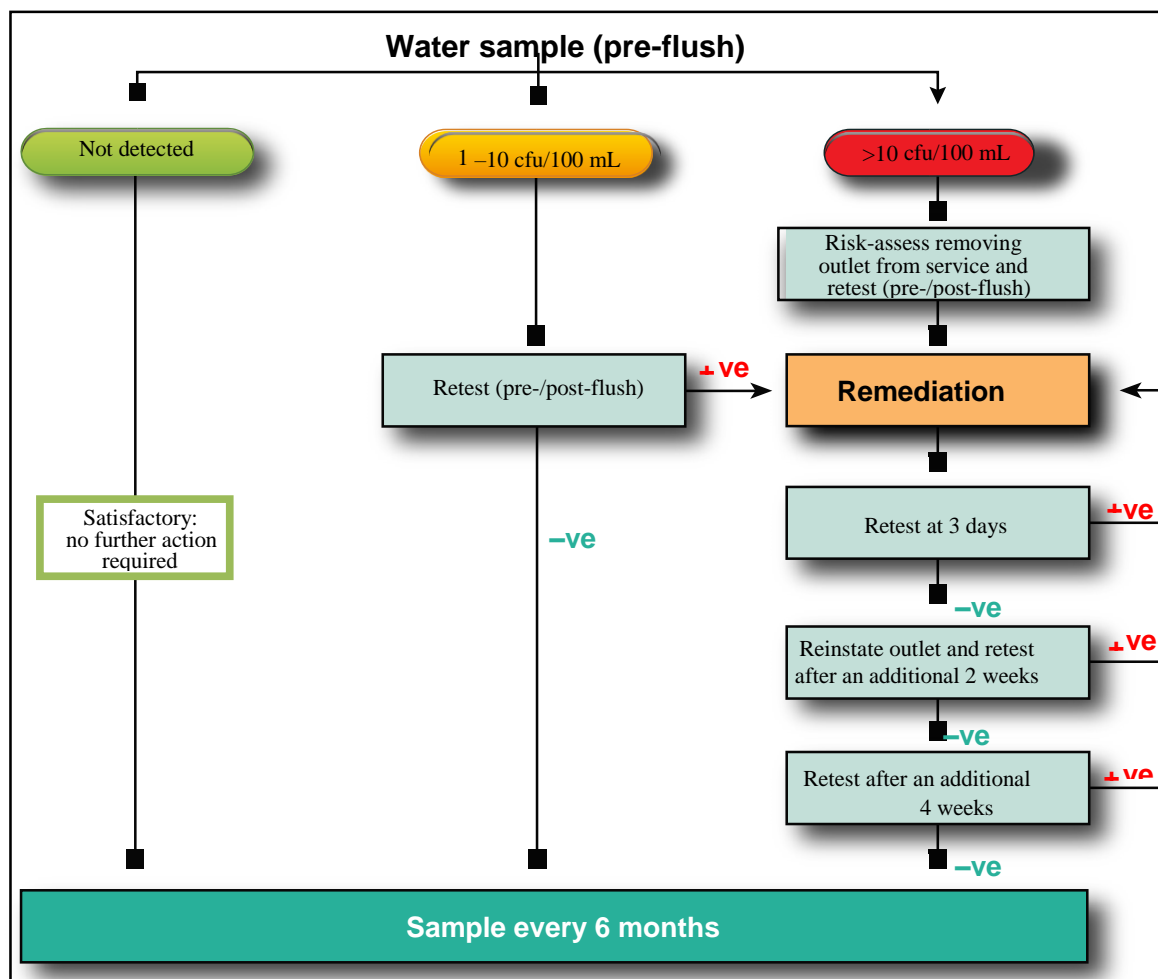 Water sample (pre-flush)
Not detected
1 –10 cfu/100 mL
>10 cfu/100 mL
Risk-assess removing
outlet from service and
retest (pre-/post-flush)
Retest (pre-/post-flush)
+ve
Remediation
Satisfactory:
no further action
required
–ve
Retest at 3 days
+ve
–ve
Reinstate outlet and retest
after an additional 2 weeks
+ve
–ve
Retest after an additional
4 weeks
+ve
–ve
Sample every 6 months